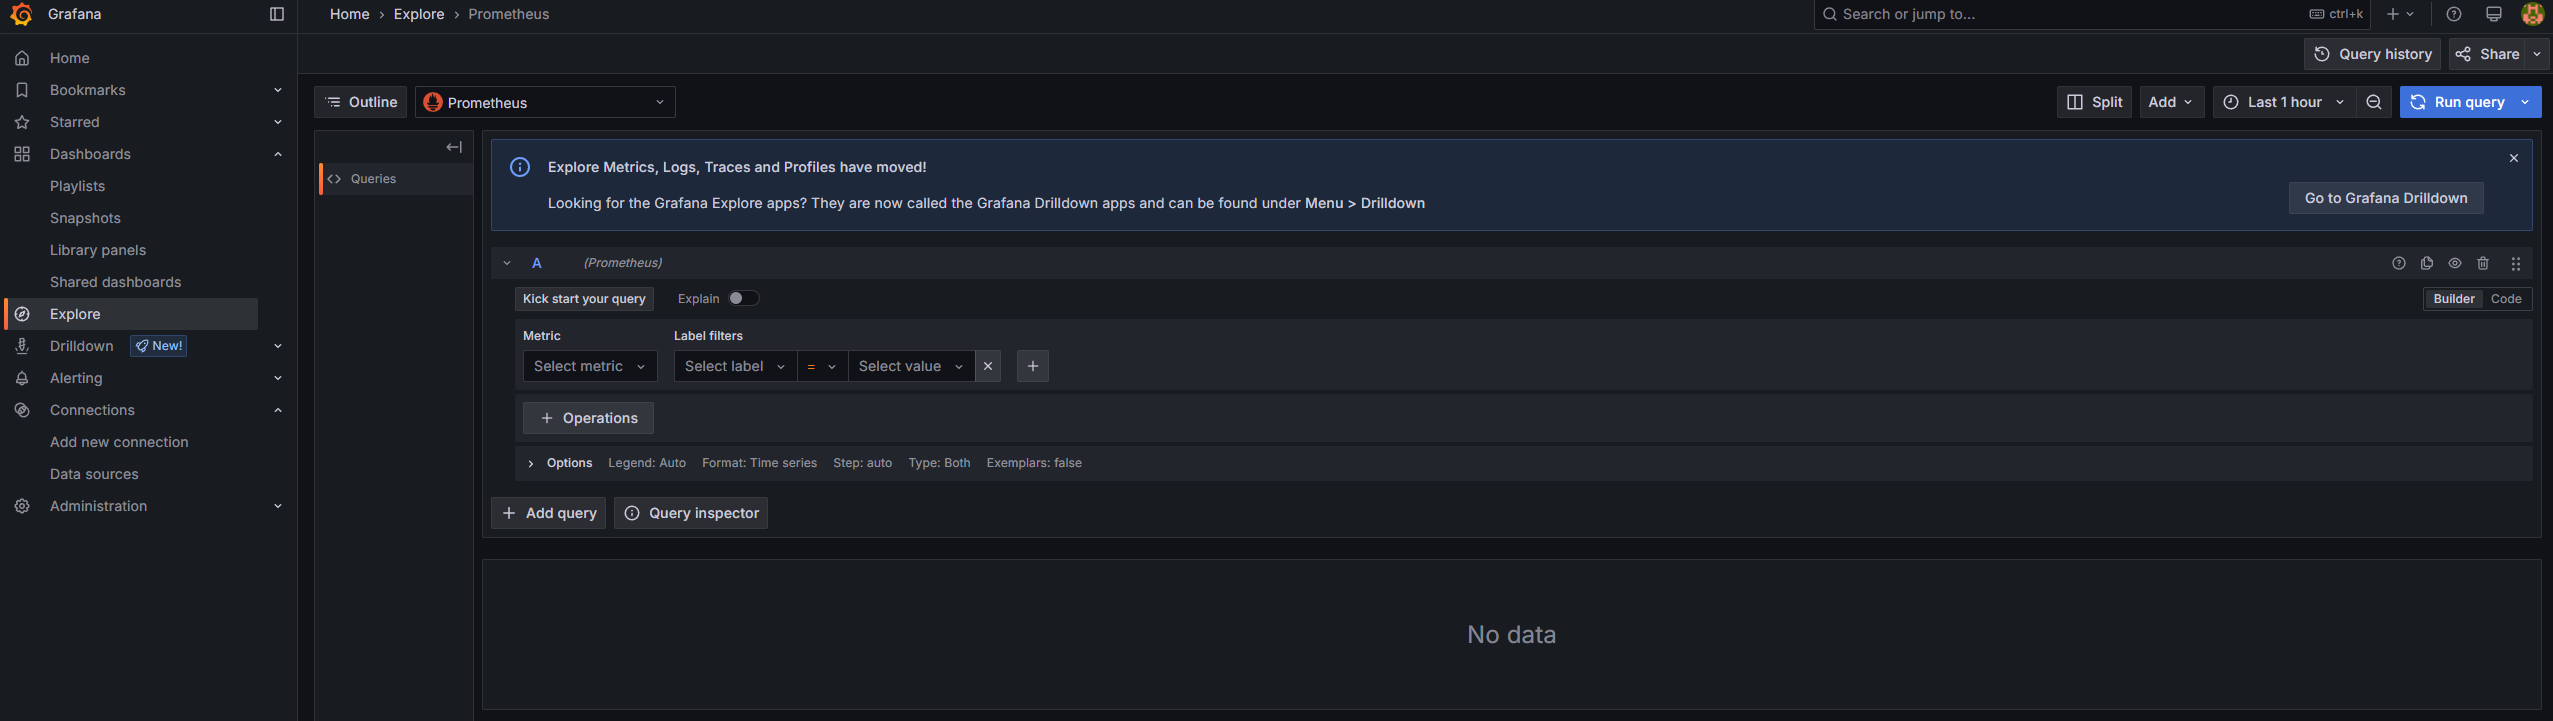 Grafana
Home › Explore › Prometheus
Search or jump to...
ctrl+k
Home
Bookmarks
Starred
Dashboards
Playlists
Snapshots
Library panels
Shared dashboards
Explore
Drilldown
New!
Alerting
Connections
Add new connection
Data sources
Administration
Query history
Share
Outline
Prometheus
Split
Add
Last 1 hour
Run query
Queries
Explore Metrics, Logs, Traces and Profiles have moved!
Looking for the Grafana Explore apps? They are now called the Grafana Drilldown apps and can be found under Menu > Drilldown
Go to Grafana Drilldown
A
(Prometheus)
Kick start your query
Explain
Builder
Code
Metric
Label filters
Select metric
Select label
=
Select value
+ Operations
Options
Legend: Auto
Format: Time series
Step: auto
Type: Both
Exemplars: false
+ Add query
Query inspector
No data